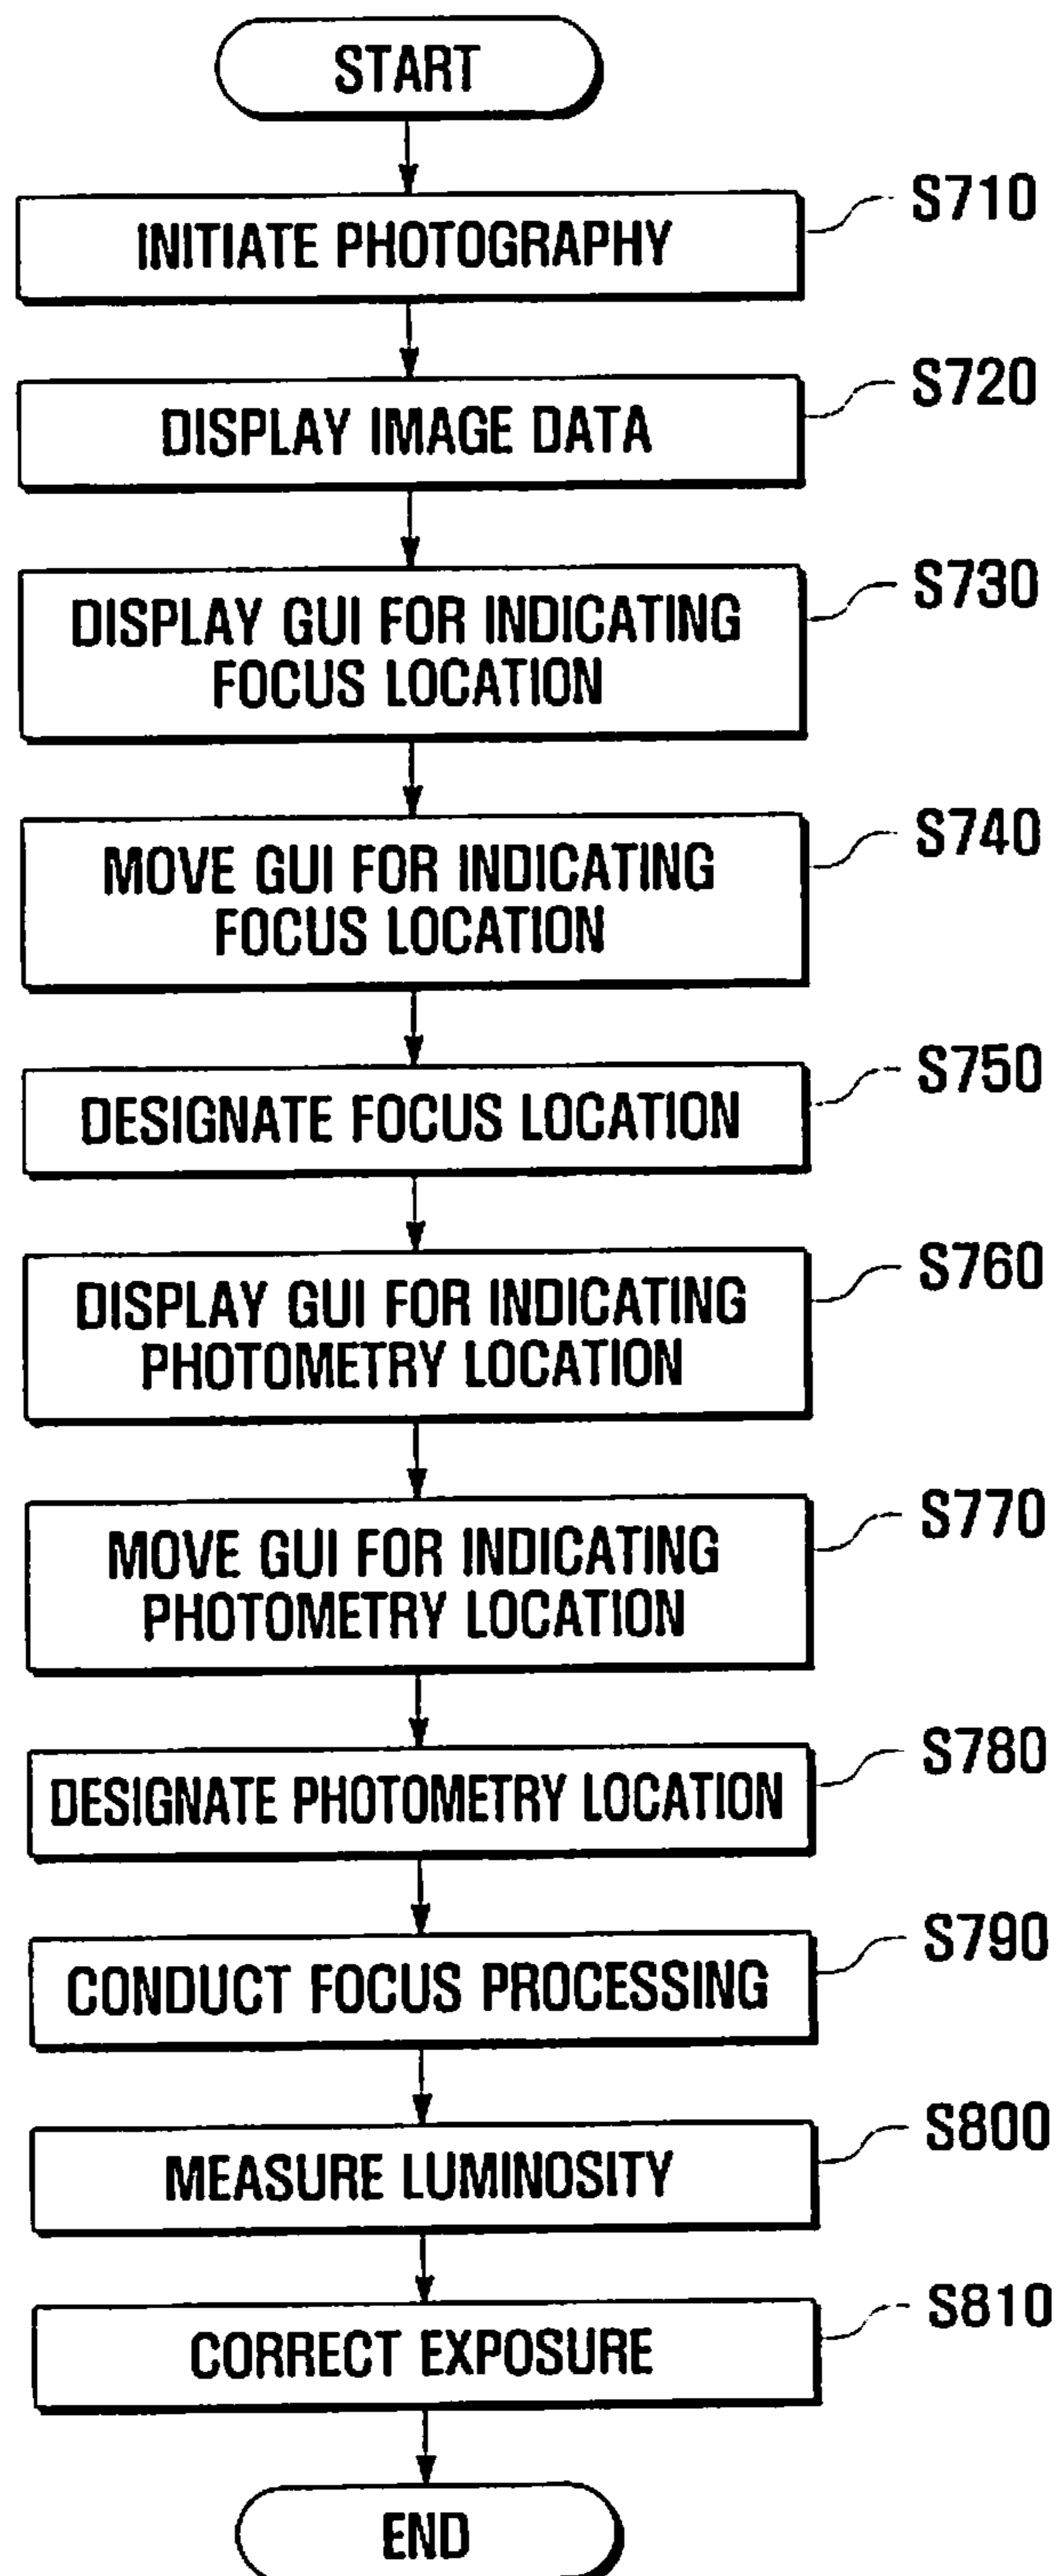 START
INITIATE PHOTOGRAPHY
S710
DISPLAY IMAGE DATA
S720
DISPLAY GUI FOR INDICATING
FOCUS LOCATION
S730
MOVE GUI FOR INDICATING
FOCUS LOCATION
S740
DESIGNATE FOCUS LOCATION
S750
DISPLAY GUI FOR INDICATING
PHOTOMETRY LOCATION
S760
MOVE GUI FOR INDICATING
PHOTOMETRY LOCATION
S770
DESIGNATE PHOTOMETRY LOCATION
S780
CONDUCT FOCUS PROCESSING
S790
MEASURE LUMINOSITY
S800
CORRECT EXPOSURE
S810
END